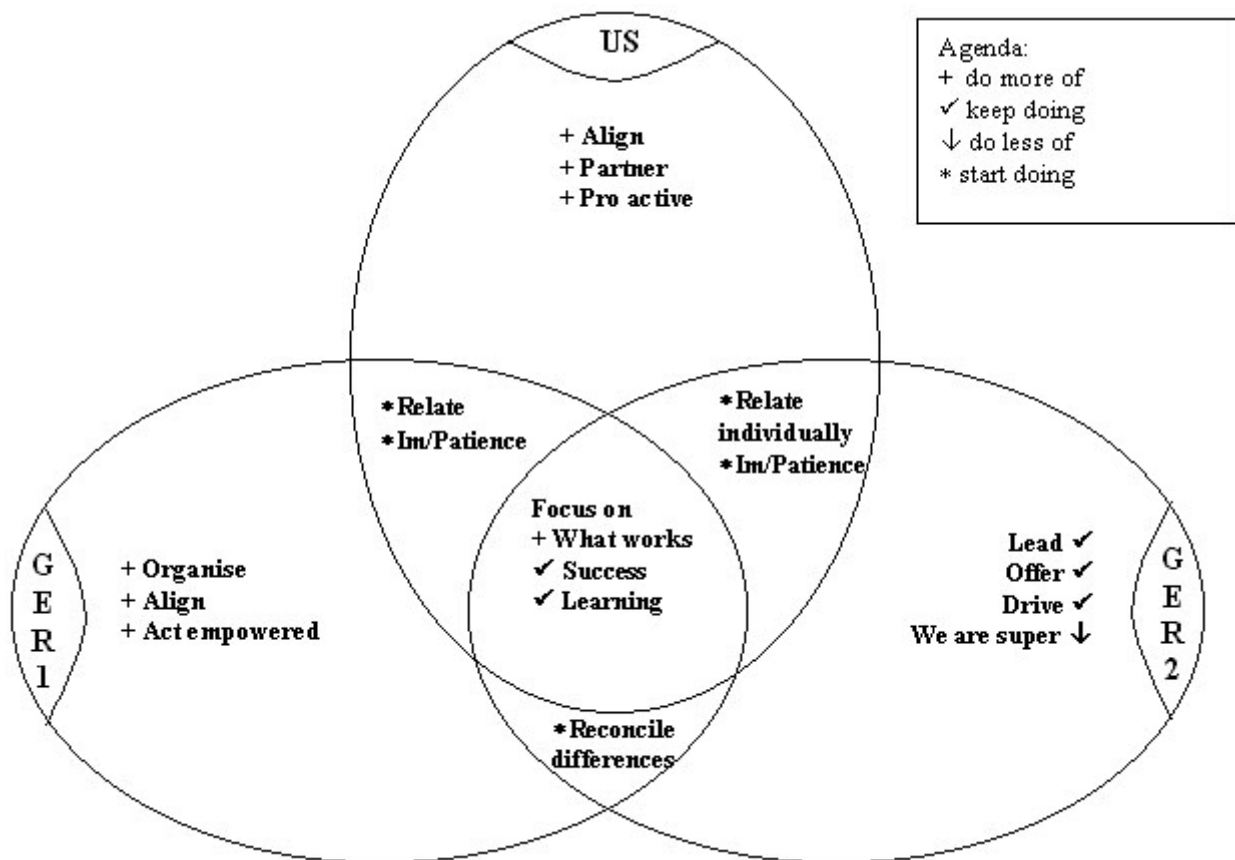 US
Agenda:
+ do more of
✓ keep doing
↓ do less of
* start doing
+ Align
+ Partner
+ Pro active
* Relate
* Im/Patience
* Relate
individually
* Im/Patience
Focus on
+ What works
✓ Success
✓ Learning
G
E
R
1
+ Organise
+ Align
+ Act empowered
Lead ✓
Offer ✓
Drive ✓
We are super ↓
G
E
R
2
* Reconcile
differences